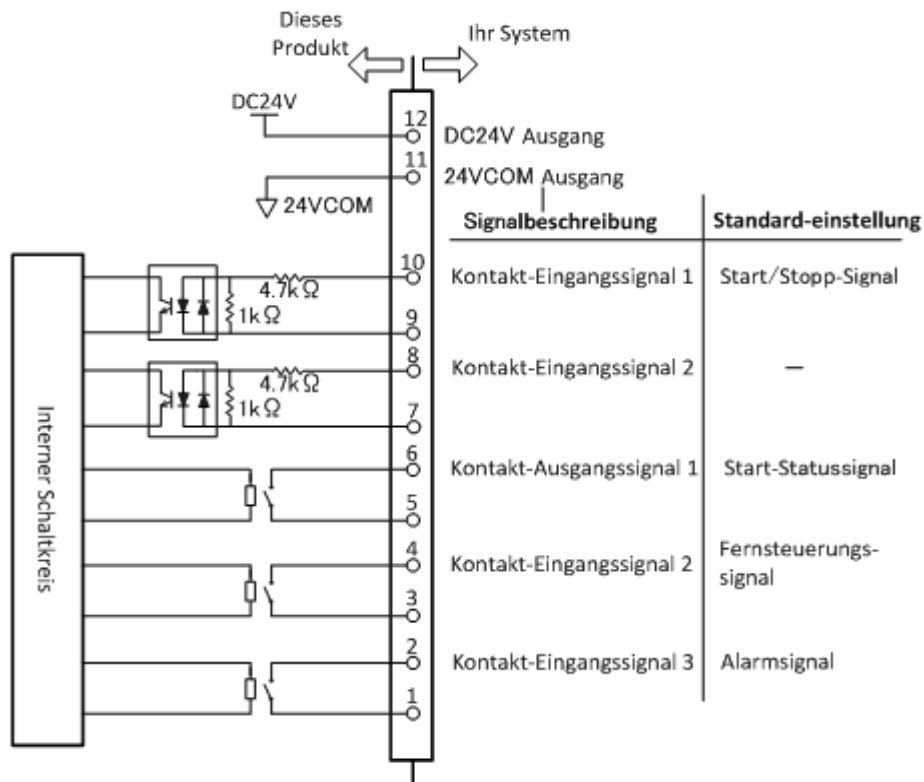 Dieses
Produkt
Ihr System
DC24V
12
DC24V Ausgang
11
24VCOM Ausgang
24VCOM
Signalbeschreibung Standard-einstellung
10
Kontakt-Eingangssignal 1 Start/Stopp-Signal
4.7kΩ
1kΩ
9
8
Kontakt-Eingangssignal 2 —
4.7kΩ
1kΩ
7
Interner Schaltkreis
6
Kontakt-Ausgangssignal 1 Start-Statussignal
5
4
Kontakt-Eingangssignal 2 Fernsteuerungs-
signal
3
2
Kontakt-Eingangssignal 3 Alarmsignal
1